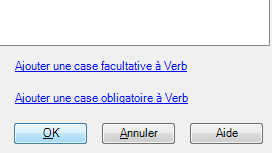 Ajouter une case facultative à Verb
Ajouter une case obligatoire à Verb
OK Annuler Aide